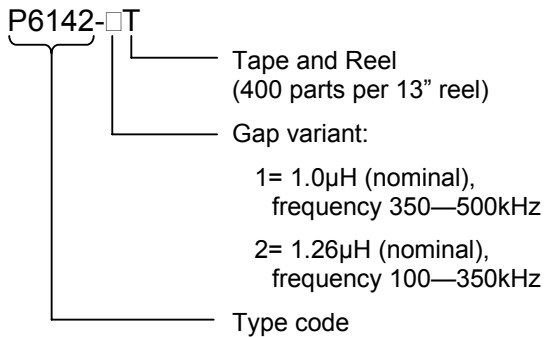 P6142-□T
Tape and Reel
(400 parts per 13” reel)
Gap variant:
1= 1.0µH (nominal),
frequency 350—500kHz
2= 1.26µH (nominal),
frequency 100—350kHz
Type code